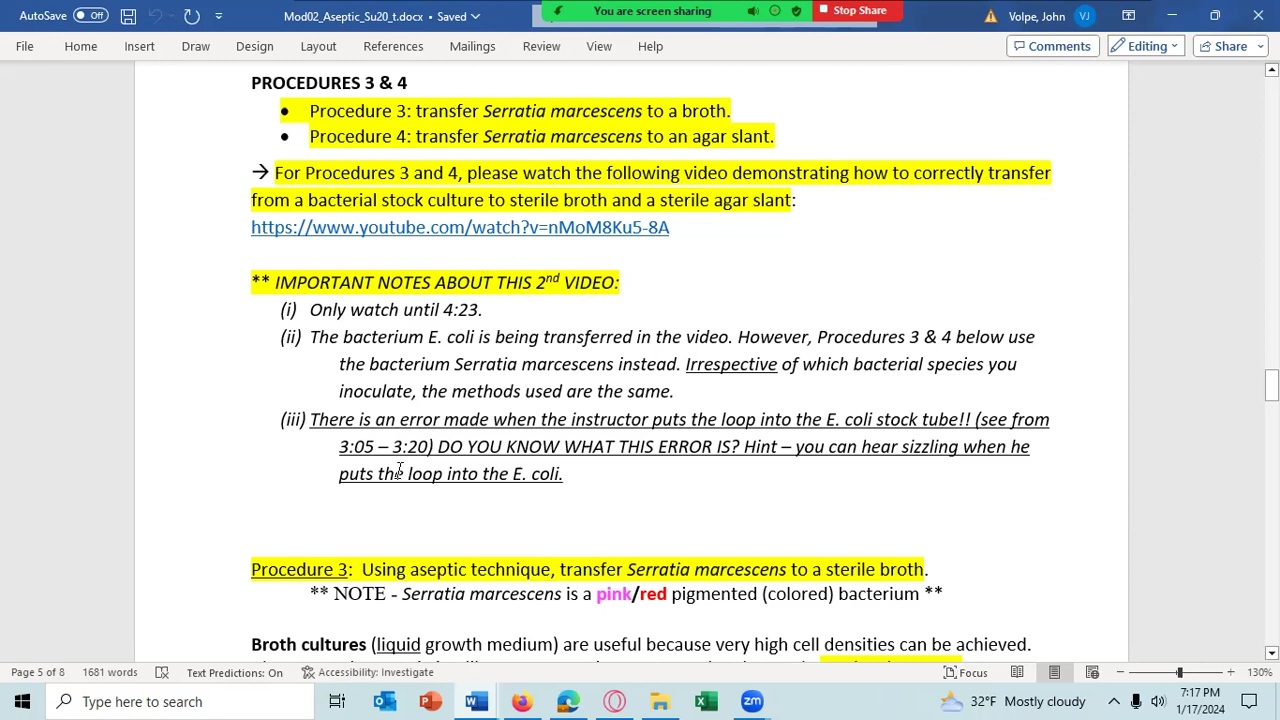 AutoSave Off Mod02_Aseptic_Su20_t.docx • Saved You are screen sharing Stop Share Volpe, John VJ
File Home Insert Draw Design Layout References Mailings Review View Help Comments Editing Share
PROCEDURES 3 & 4
• Procedure 3: transfer Serratia marcescens to a broth.
• Procedure 4: transfer Serratia marcescens to an agar slant.
→ For Procedures 3 and 4, please watch the following video demonstrating how to correctly transfer
from a bacterial stock culture to sterile broth and a sterile agar slant:
https://www.youtube.com/watch?v=nMoM8Ku5-8A
** IMPORTANT NOTES ABOUT THIS 2nd VIDEO:
(i) Only watch until 4:23.
(ii) The bacterium E. coli is being transferred in the video. However, Procedures 3 & 4 below use
the bacterium Serratia marcescens instead. Irrespective of which bacterial species you
inoculate, the methods used are the same.
(iii) There is an error made when the instructor puts the loop into the E. coli stock tube!! (see from
3:05 – 3:20) DO YOU KNOW WHAT THIS ERROR IS? Hint – you can hear sizzling when he
puts the loop into the E. coli.
Procedure 3: Using aseptic technique, transfer Serratia marcescens to a sterile broth.
** NOTE - Serratia marcescens is a pink/red pigmented (colored) bacterium **
Broth cultures (liquid growth medium) are useful because very high cell densities can be achieved.
Page 5 of 8 1681 words Text Predictions: On Accessibility: Investigate Focus 130%
Type here to search 32°F Mostly cloudy 7:17 PM
1/17/2024